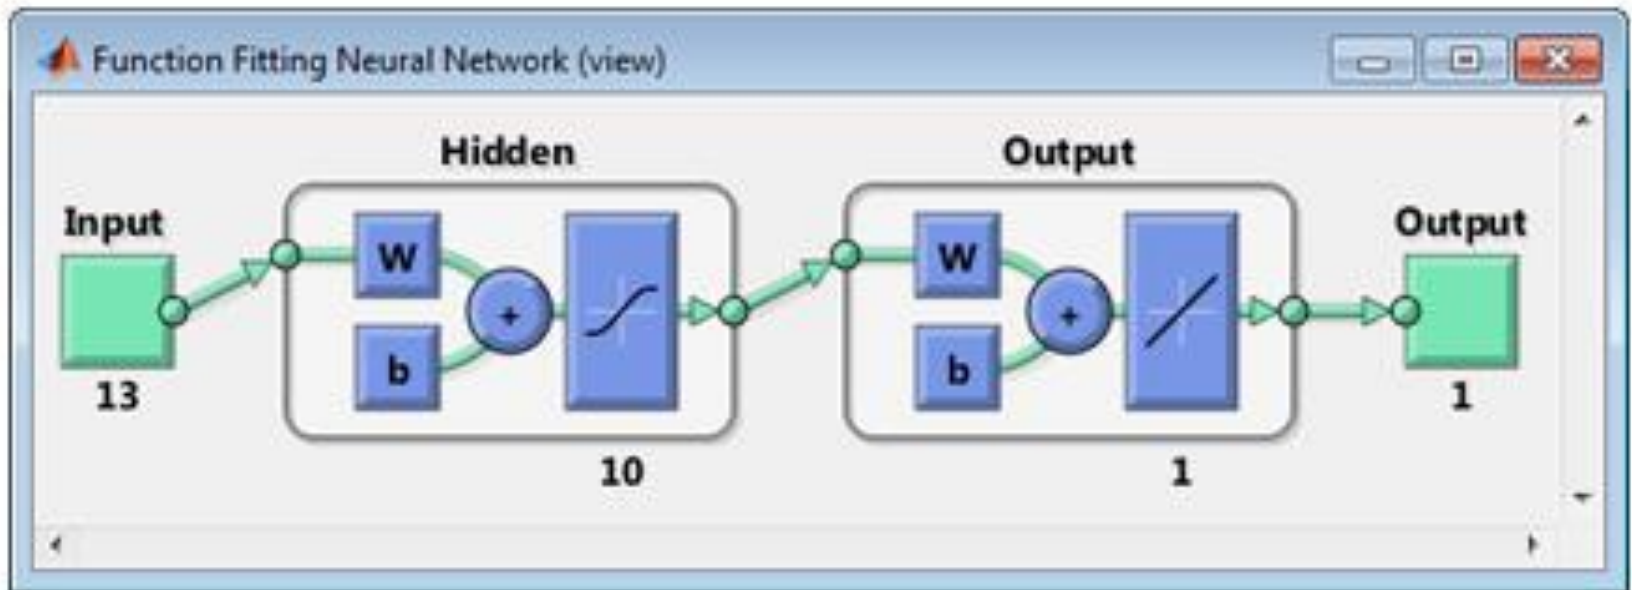 Function Fitting Neural Network (view)
Hidden
Output
Input
Output
W
W
+
+
b
b
13
1
10
1